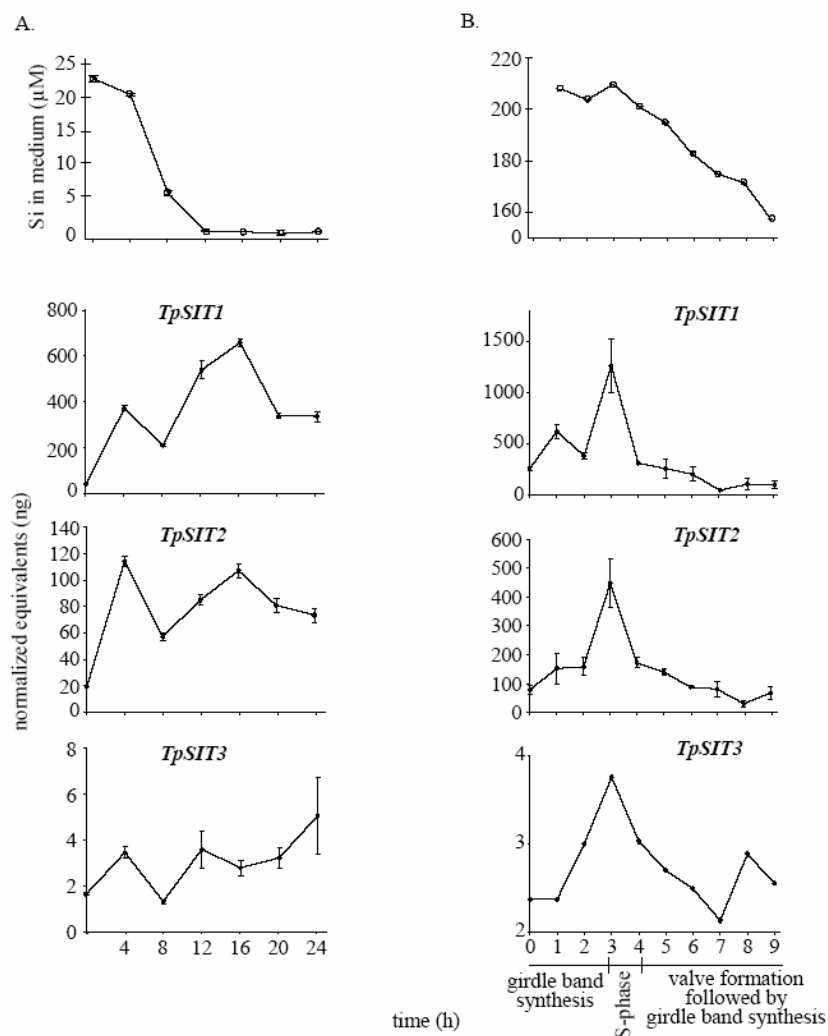 A.
25
20
15
10
5
0
Si in medium (µM)
TpSIT1
800
600
400
200
0
TpSIT2
140
120
100
80
60
40
20
0
normalized equivalents (ng)
TpSIT3
8
6
4
2
0
4 8 12 16 20 24
B.
220
200
180
160
0
TpSIT1
1500
1000
500
0
TpSIT2
600
500
400
300
200
100
0
TpSIT3
4
3
2
0 1 2 3 4 5 6 7 8 9
girdle band
synthesis
S-phase
valve formation
followed by
girdle band synthesis
time (h)